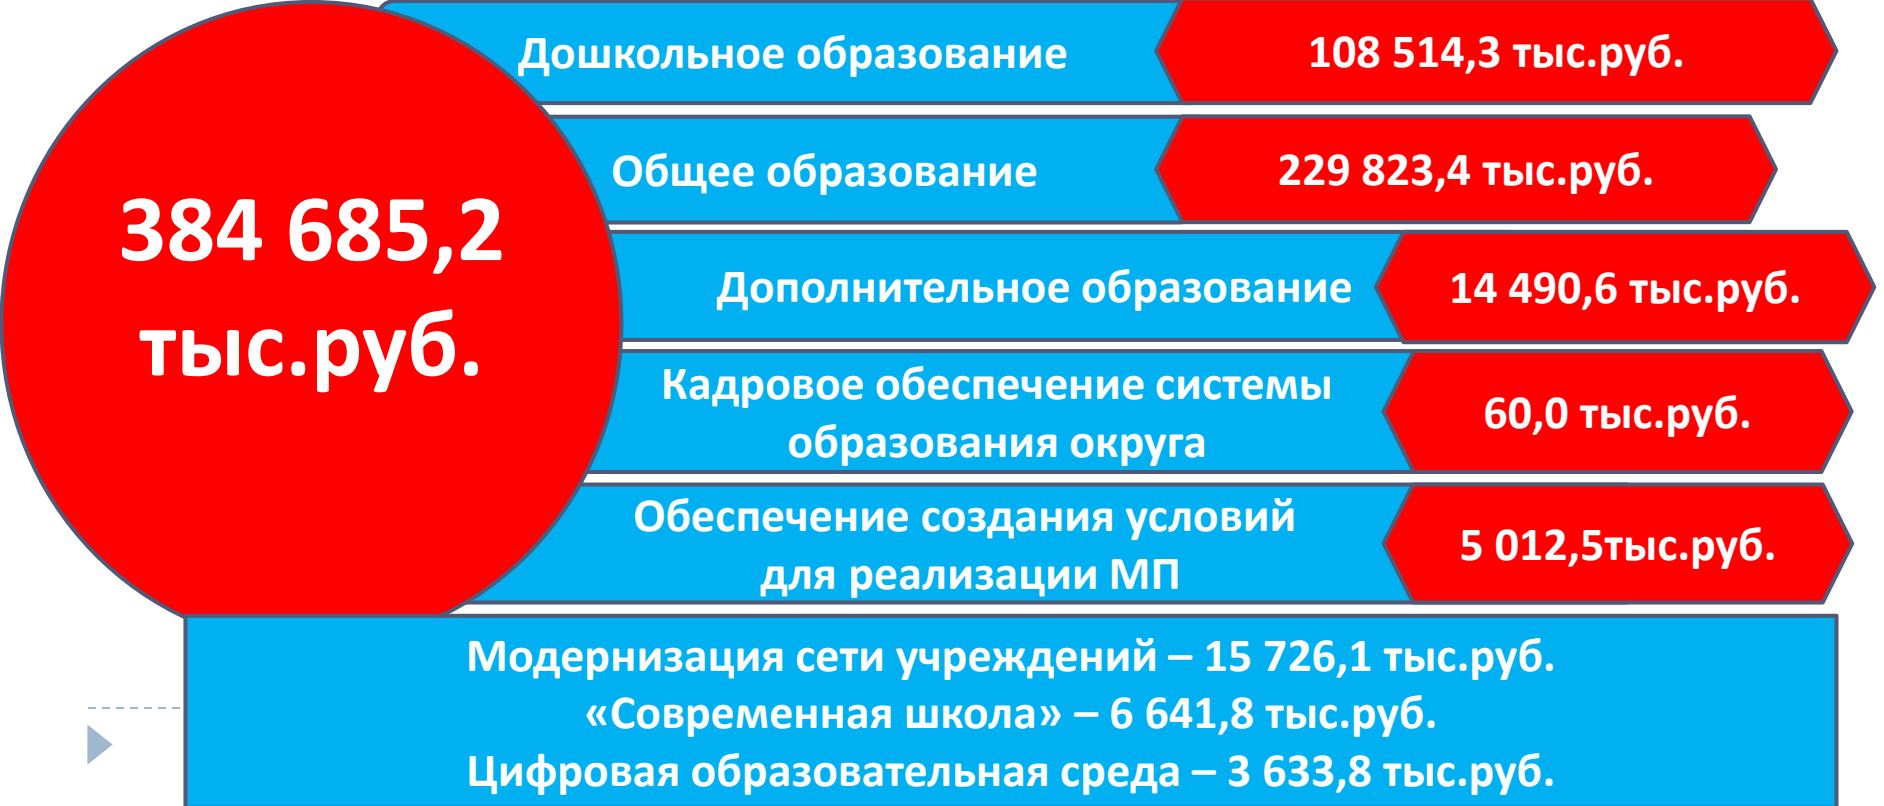 384 685,2
тыс.руб.
Дошкольное образование
108 514,3 тыс.руб.
Общее образование
229 823,4 тыс.руб.
Дополнительное образование
14 490,6 тыс.руб.
Кадровое обеспечение системы
образования округа
60,0 тыс.руб.
Обеспечение создания условий
для реализации МП
5 012,5тыс.руб.
Модернизация сети учреждений – 15 726,1 тыс.руб.
«Современная школа» – 6 641,8 тыс.руб.
Цифровая образовательная среда – 3 633,8 тыс.руб.